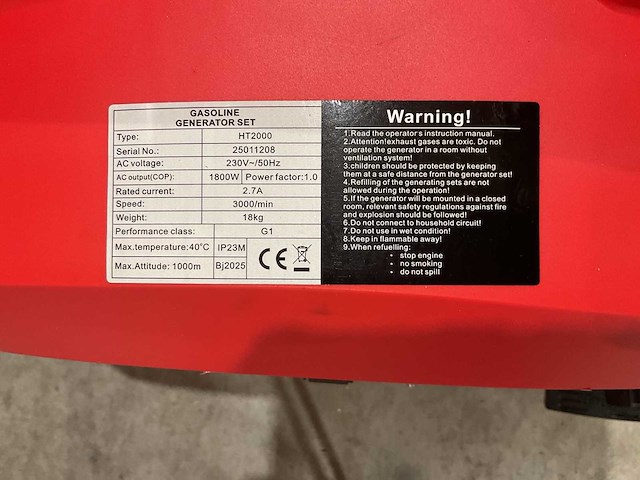 GASOLINE
GENERATOR SET
Type: HT2000
Serial No.: 25011208
AC voltage: 230V~/50Hz
AC output(COP): 1800W Power factor:1.0
Rated current: 2.7A
Speed: 3000/min
Weight: 18kg
Performance class: G1
Max.temperature:40°C IP23M
Max.Attitude: 1000m Bj2025
CE
Warning!
1.Read the operator's instruction manual.
2.Attention!exhaust gases are toxic. Do not
operate the generator in a room without
ventilation system!
3.children should be protected by keeping
them at a safe distance from the generator set!
4.Refilling of the generating sets are not
allowed during the operation!
5.If the generator will be mounted in a closed
room, relevant safety regulations against fire
and explosion should be followed!
6.Do not connect to household circuit!
7.Do not use in wet condition!
8.Keep in flammable away!
9.When refuelling:
• stop engine
• no smoking
• do not spill